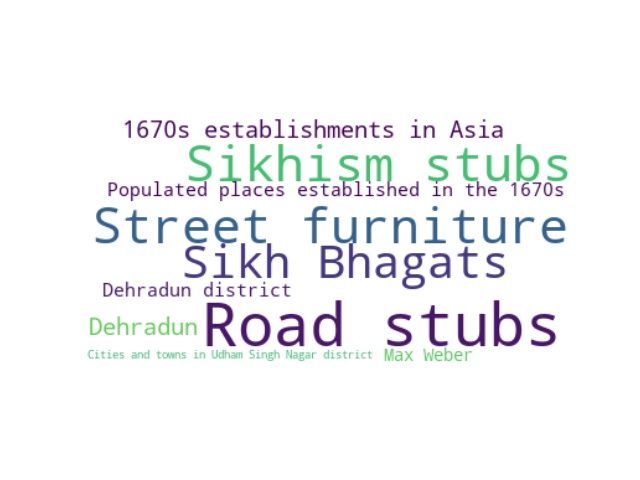 1670s establishments in Asia
Sikhism stubs
Populated places established in the 1670s
Street furniture
Sikh Bhagats
Dehradun district
Dehradun Road stubs
Cities and towns in Udham Singh Nagar district Max Weber